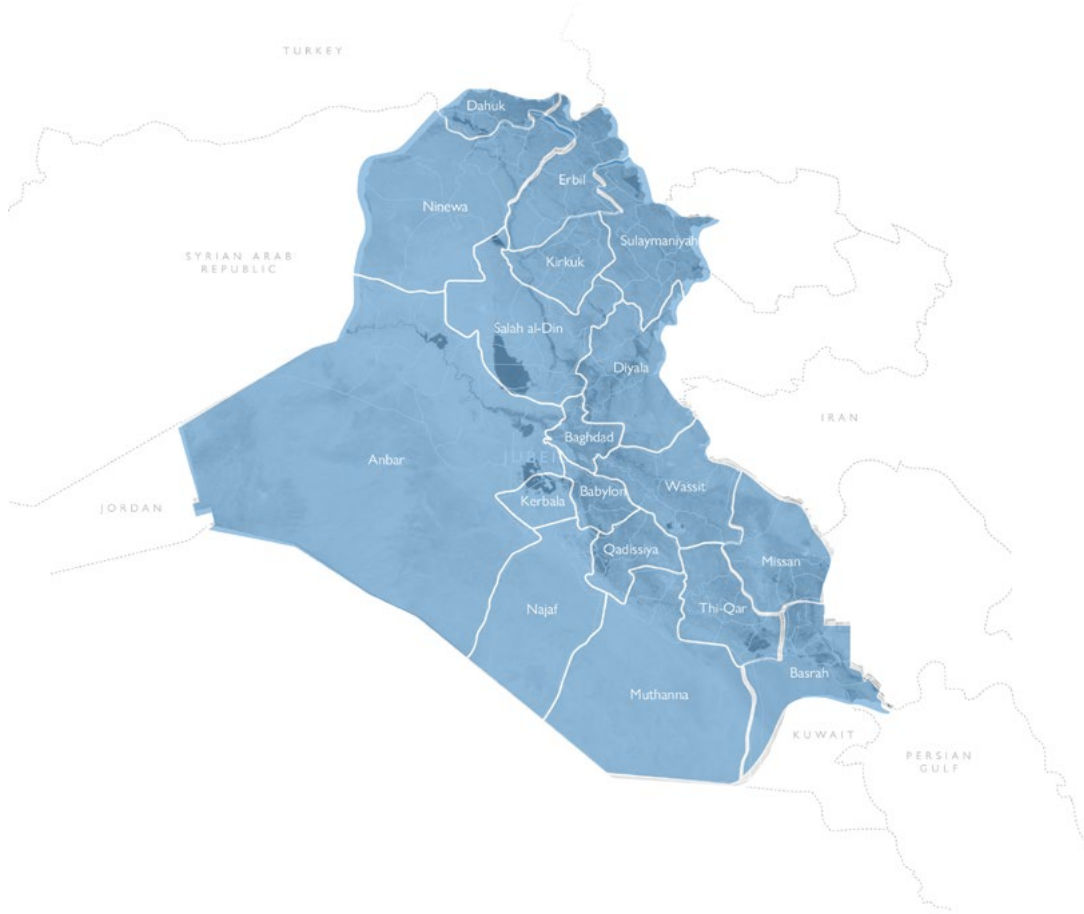 TURKEY
Dahuk
Erbil
Ninewa
Sulaymaniyah
SYRIAN ARAB
REPUBLIC
Kirkuk
Salah al-Din
Diyala
IRAN
Baghdad
Anbar
Wassit
Babylon
Kerbala
JORDAN
Qadissiya
Missan
Najaf
Thi-Qar
Basrah
Muthanna
KUWAIT
PERSIAN
GULF